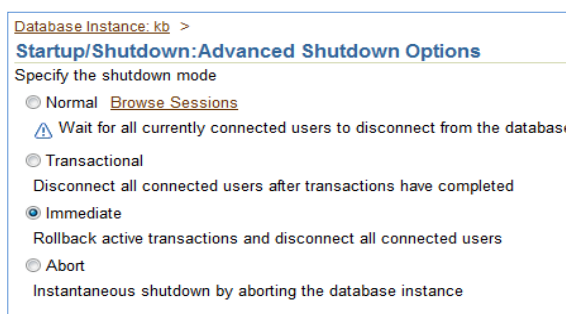 Database Instance: kb >
Startup/Shutdown:Advanced Shutdown Options
Specify the shutdown mode
Normal Browse Sessions
Wait for all currently connected users to disconnect from the database
Transactional
Disconnect all connected users after transactions have completed
Immediate
Rollback active transactions and disconnect all connected users
Abort
Instantaneous shutdown by aborting the database instance